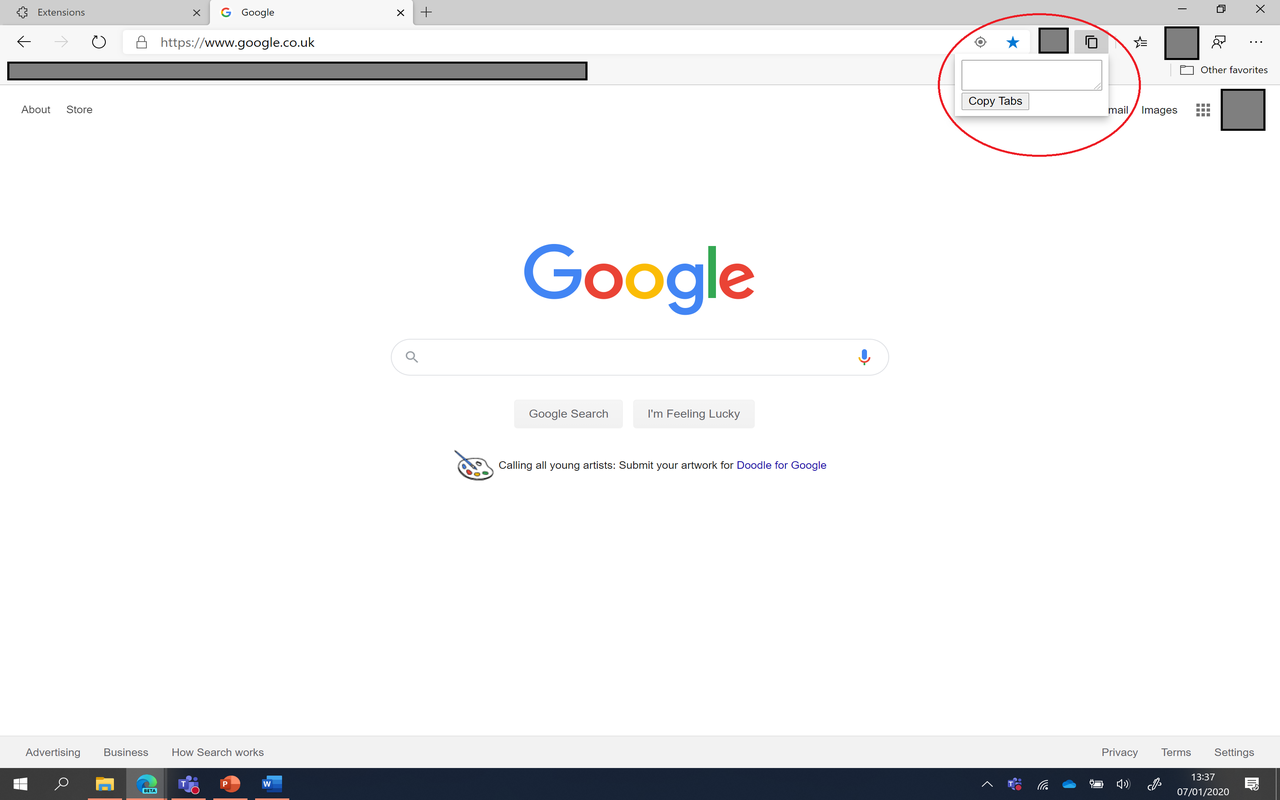 Extensions
Google
https://www.google.co.uk
Other favorites
Copy Tabs
About Store
mail Images
Google
Google Search I'm Feeling Lucky
Calling all young artists: Submit your artwork for Doodle for Google
Advertising Business How Search works
Privacy Terms Settings
BETA
13:37
07/01/2020